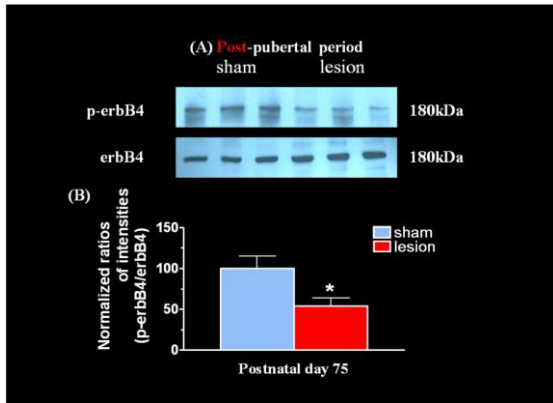 (A) Post-pubertal period
sham lesion
p-erbB4 180kDa
erbB4 180kDa
(B)
Normalized ratios
of intensities
(p-erbB4/erbB4)
150
100
50
0
sham
lesion
*
Postnatal day 75